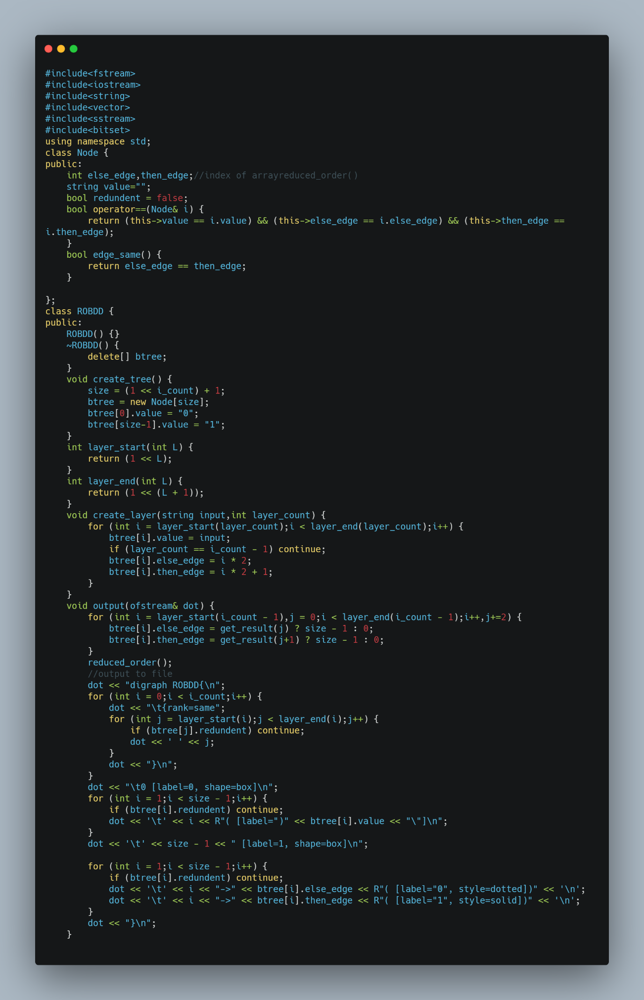 #include<fstream>
#include<iostream>
#include<string>
#include<vector>
#include<sstream>
#include<bitset>
using namespace std;
class Node {
public:
    int else_edge,then_edge;//index of arrayreduced_order()
    string value="";
    bool redundent = false;
    bool operator==(Node& i) {
        return (this->value == i.value) && (this->else_edge == i.else_edge) && (this->then_edge ==
i.then_edge);
    }
    bool edge_same() {
        return else_edge == then_edge;
    }

};
class ROBDD {
public:
    ROBDD() {}
    ~ROBDD() {
        delete[] btree;
    }
    void create_tree() {
        size = (1 << i_count) + 1;
        btree = new Node[size];
        btree[0].value = "0";
        btree[size-1].value = "1";
    }
    int layer_start(int L) {
        return (1 << L);
    }
    int layer_end(int L) {
        return (1 << (L + 1));
    }
    void create_layer(string input,int layer_count) {
        for (int i = layer_start(layer_count);i < layer_end(layer_count);i++) {
            btree[i].value = input;
            if (layer_count == i_count - 1) continue;
            btree[i].else_edge = i * 2;
            btree[i].then_edge = i * 2 + 1;
        }
    }
    void output(ofstream& dot) {
        for (int i = layer_start(i_count - 1),j = 0;i < layer_end(i_count - 1);i++,j+=2) {
            btree[i].else_edge = get_result(j) ? size - 1 : 0;
            btree[i].then_edge = get_result(j+1) ? size - 1 : 0;
        }
        reduced_order();
        //output to file
        dot << "digraph ROBDD{\n";
        for (int i = 0;i < i_count;i++) {
            dot << "\t{rank=same";
            for (int j = layer_start(i);j < layer_end(i);j++) {
                if (btree[j].redundent) continue;
                dot << ' ' << j;
            }
            dot << "}\n";
        }
        dot << "\t0 [label=0, shape=box]\n";
        for (int i = 1;i < size - 1;i++) {
            if (btree[i].redundent) continue;
            dot << '\t' << i << R"( [label=")" << btree[i].value << "\"]\n";
        }
        dot << '\t' << size - 1 << " [label=1, shape=box]\n";

        for (int i = 1;i < size - 1;i++) {
            if (btree[i].redundent) continue;
            dot << '\t' << i << "->" << btree[i].else_edge << R"( [label="0", style=dotted])" << '\n';
            dot << '\t' << i << "->" << btree[i].then_edge << R"( [label="1", style=solid])" << '\n';
        }
        dot << "}\n";
    }